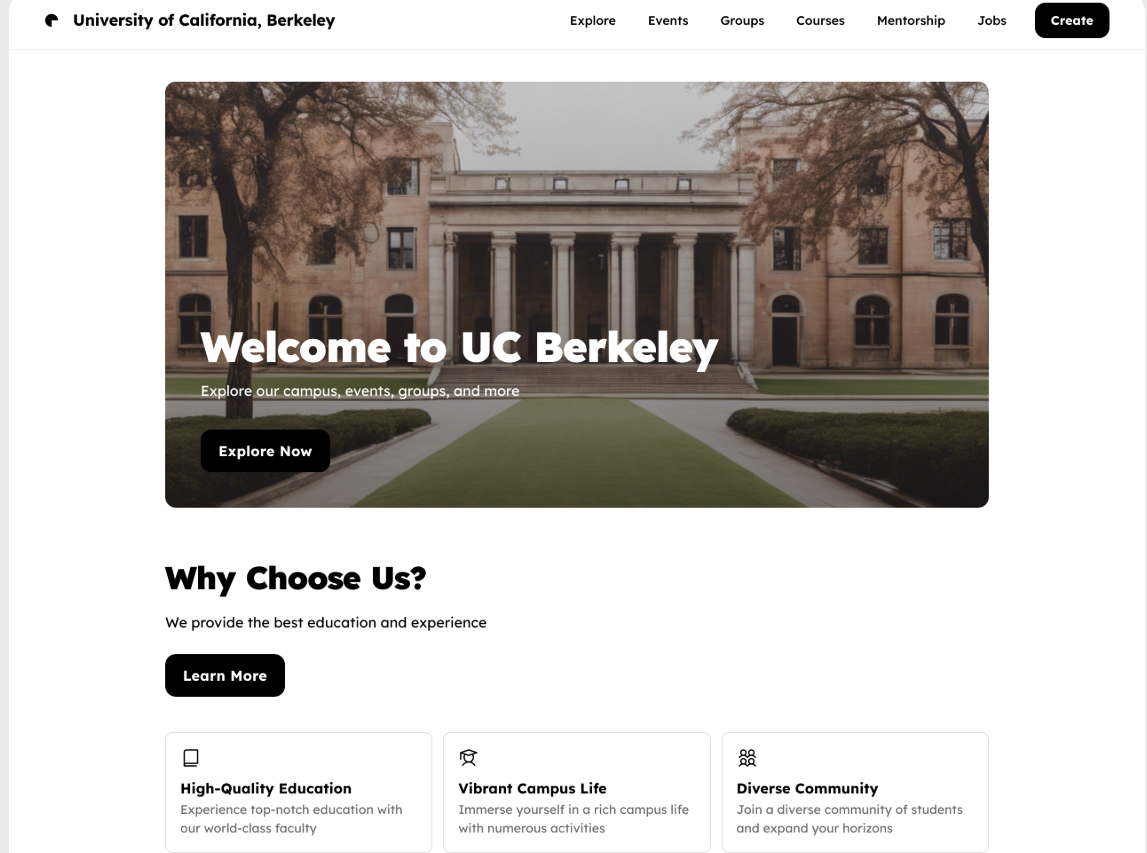 University of California, Berkeley
Explore
Events
Groups
Courses
Mentorship
Jobs
Create
Welcome to UC Berkeley
Explore our campus, events, groups, and more
Explore Now
Why Choose Us?
We provide the best education and experience
Learn More
High-Quality Education
Experience top-notch education with
our world-class faculty
Vibrant Campus Life
Immerse yourself in a rich campus life
with numerous activities
Diverse Community
Join a diverse community of students
and expand your horizons